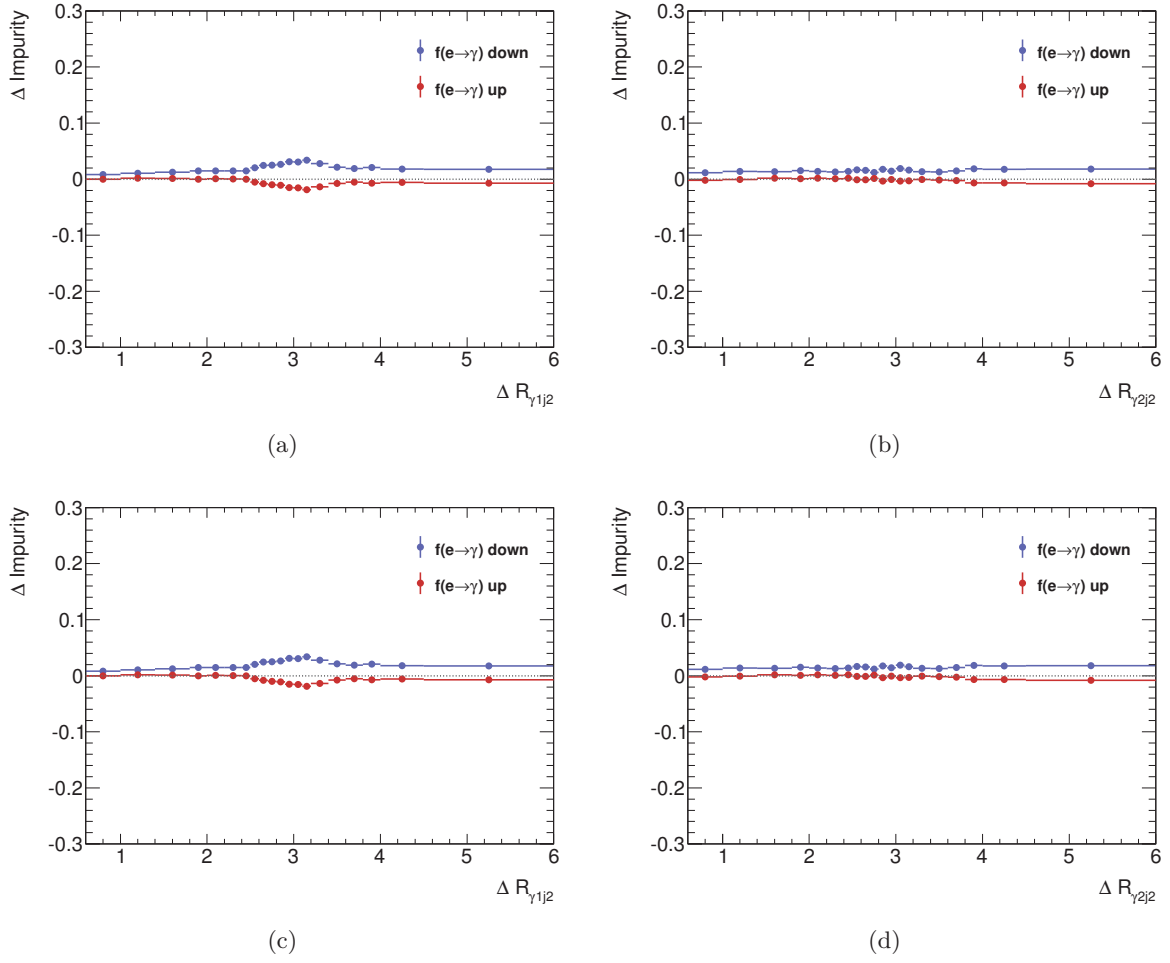 Δ Impurity
0.3
0.2
0.1
0
-0.1
-0.2
-0.3
f(e→γ) down
f(e→γ) up
1 2 3 4 5 6
Δ R γ1j2
(a)
Δ Impurity
0.3
0.2
0.1
0
-0.1
-0.2
-0.3
f(e→γ) down
f(e→γ) up
1 2 3 4 5 6
Δ R γ2j2
(b)
Δ Impurity
0.3
0.2
0.1
0
-0.1
-0.2
-0.3
f(e→γ) down
f(e→γ) up
1 2 3 4 5 6
Δ R γ1j2
(c)
Δ Impurity
0.3
0.2
0.1
0
-0.1
-0.2
-0.3
f(e→γ) down
f(e→γ) up
1 2 3 4 5 6
Δ R γ2j2
(d)